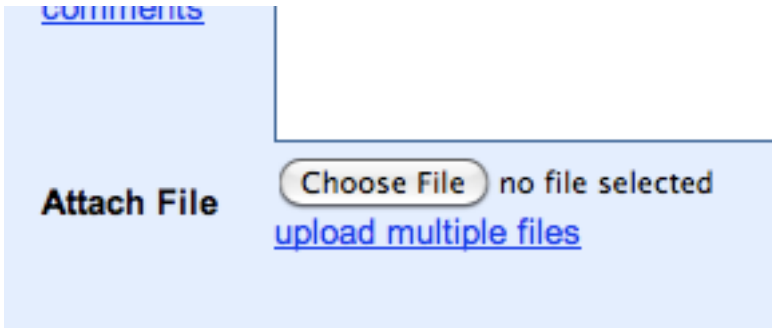 comments
Attach File
Choose File no file selected
upload multiple files